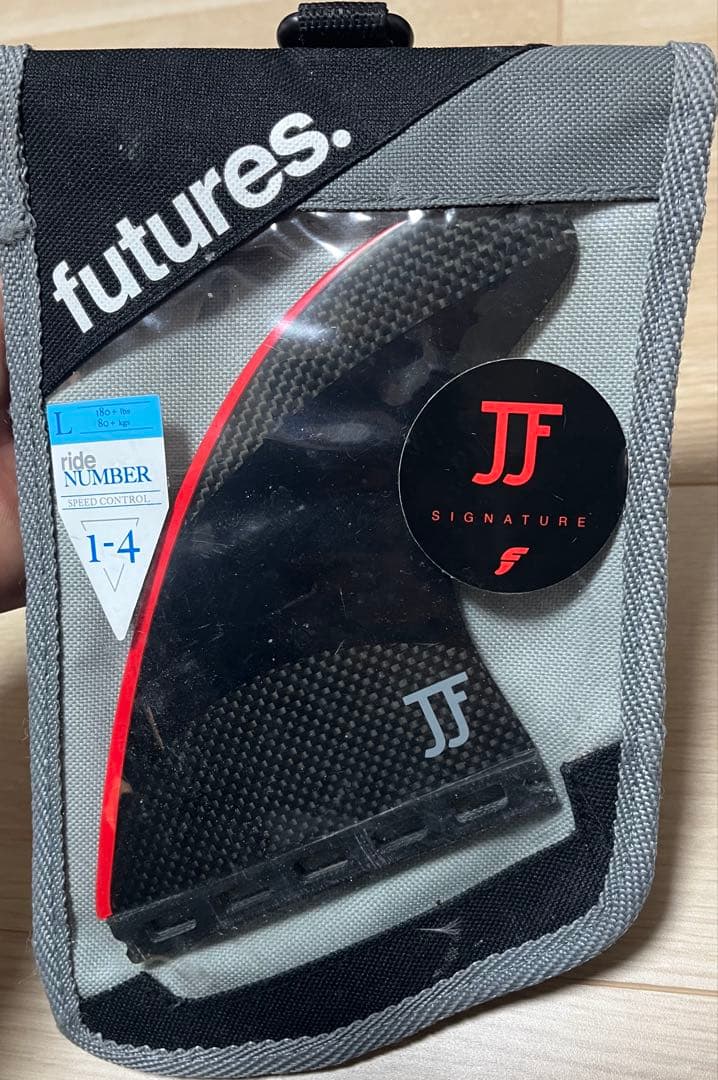 futures.
L
180+ lbs
80+ kgs
ride
NUMBER
SPEED CONTROL
1-4
JJF
SIGNATURE
JJF